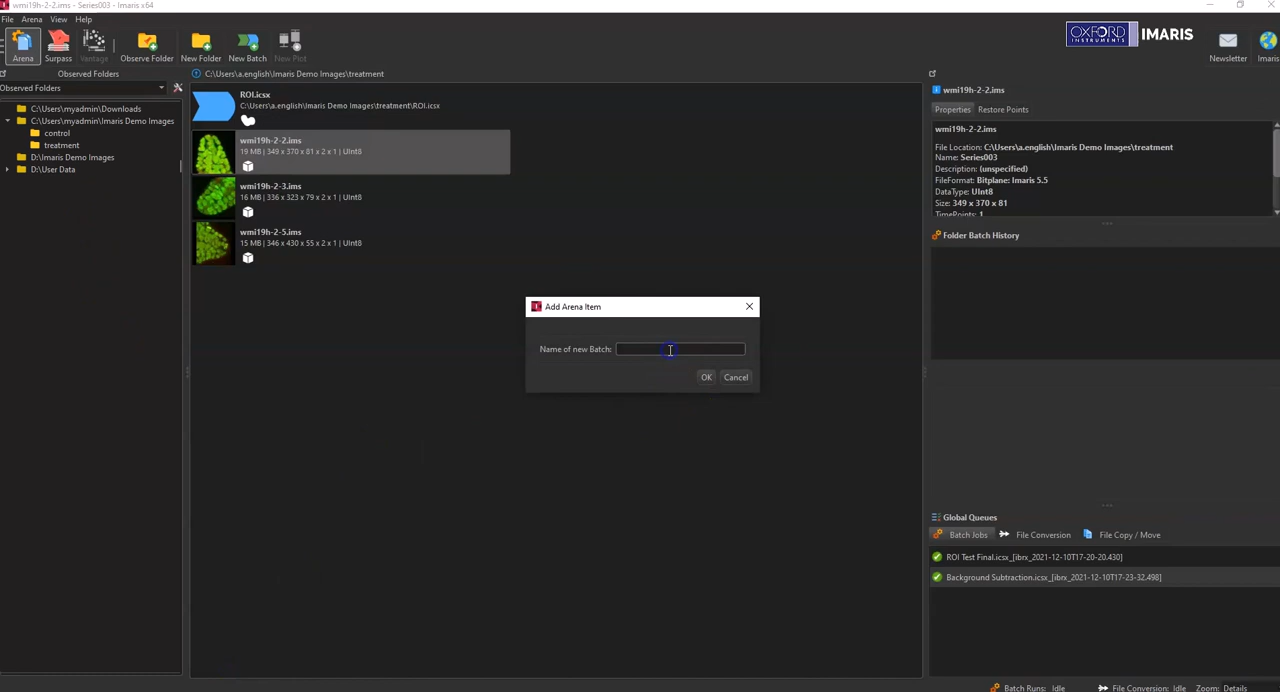 wmi19h-2-2.ims - Series003 - Imaris x64
File Arena View Help
Arena Surpass Vantage Observe Folder New Folder New Batch New Plot
OXFORD INSTRUMENTS IMARIS
Newsletter Imaris
Observed Folders
Observed Folders
C:\Users\myadmin\Downloads
C:\Users\myadmin\Imaris Demo Images
control
treatment
D:\Imaris Demo Images
D:\User Data
C:\Users\a.english\Imaris Demo Images\treatment
ROI.icsx
C:\Users\a.english\Imaris Demo Images\treatment\ROI.icsx
wmi19h-2-2.ims
19 MB | 349 x 370 x 81 x 2 x 1 | UInt8
wmi19h-2-3.ims
16 MB | 336 x 323 x 79 x 2 x 1 | UInt8
wmi19h-2-5.ims
15 MB | 346 x 430 x 55 x 2 x 1 | UInt8
Add Arena Item
Name of new Batch:
OK Cancel
wmi19h-2-2.ims
Properties Restore Points
wmi19h-2-2.ims
File Location: C:\Users\a.english\Imaris Demo Images\treatment
Name: Series003
Description: (unspecified)
FileFormat: Bitplane: Imaris 5.5
DataType: UInt8
Size: 349 x 370 x 81
TimePoints: 1
Folder Batch History
Global Queues
Batch Jobs File Conversion File Copy / Move
ROI Test Final.icsx_[ibrx_2021-12-10T17-20-20.430]
Background Subtraction.icsx_[ibrx_2021-12-10T17-23-32.498]
Batch Runs: Idle File Conversion: Idle Zoom: Details